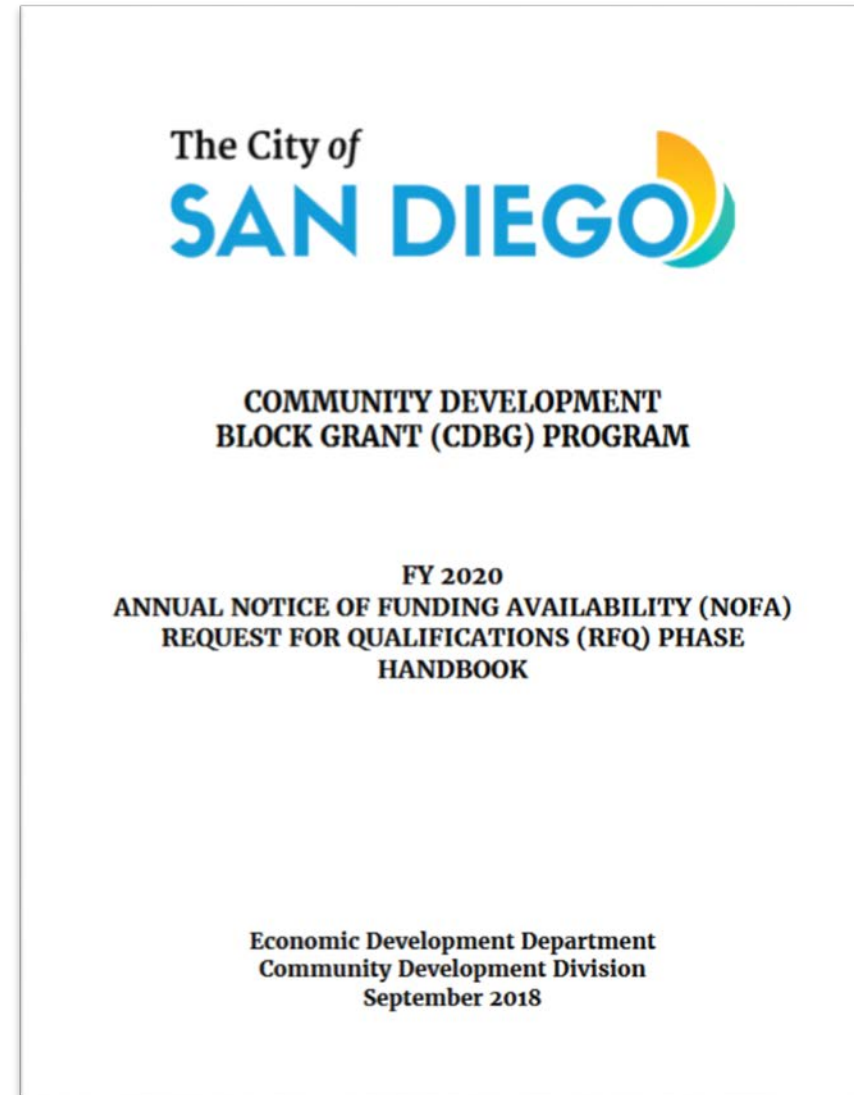 The City of
SAN DIEGO
COMMUNITY DEVELOPMENT
BLOCK GRANT (CDBG) PROGRAM
FY 2020
ANNUAL NOTICE OF FUNDING AVAILABILITY (NOFA)
REQUEST FOR QUALIFICATIONS (RFQ) PHASE
HANDBOOK
Economic Development Department
Community Development Division
September 2018